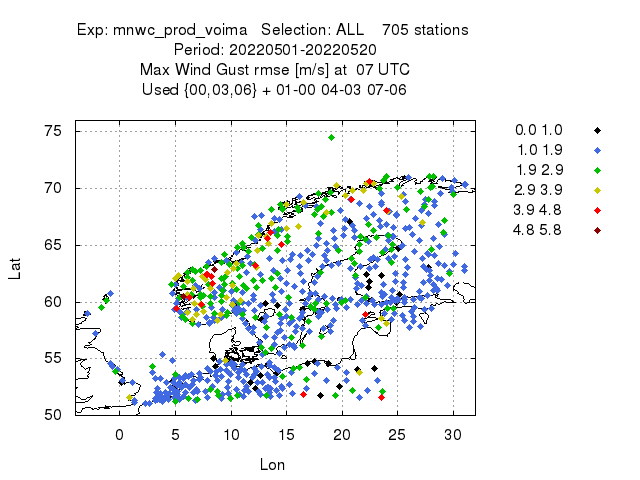 Exp: mnwc_prod_voima   Selection: ALL    705 stations
Period: 20220501-20220520
Max Wind Gust rmse [m/s] at  07 UTC
Used {00,03,06} + 01-00 04-03 07-06
0.0 1.0
1.0 1.9
1.9 2.9
2.9 3.9
3.9 4.8
4.8 5.8
75
70
65
60
55
50
Lat
0 5 10 15 20 25 30
Lon